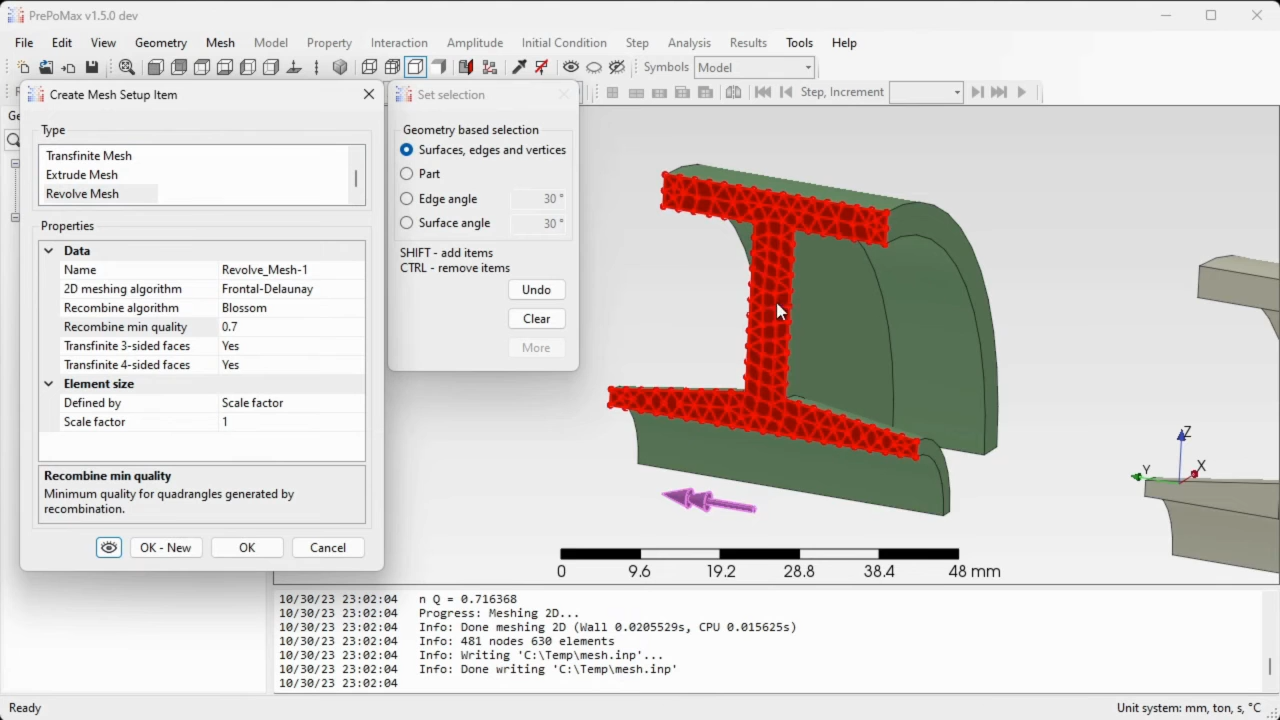 PrePoMax v1.5.0 dev
File Edit View Geometry Mesh Model Property Interaction Amplitude Initial Condition Step Analysis Results Tools Help
Symbols Model
Step, Increment
Create Mesh Setup Item
Type
Transfinite Mesh
Extrude Mesh
Revolve Mesh
Properties
Data
Name Revolve_Mesh-1
2D meshing algorithm Frontal-Delaunay
Recombine algorithm Blossom
Recombine min quality 0.7
Transfinite 3-sided faces Yes
Transfinite 4-sided faces Yes
Element size
Defined by Scale factor
Scale factor 1
Recombine min quality
Minimum quality for quadrangles generated by
recombination.
OK - New OK Cancel
Set selection
Geometry based selection
Surfaces, edges and vertices
Part
Edge angle 30 °
Surface angle 30 °
SHIFT - add items
CTRL - remove items
Undo
Clear
More
Z
Y X
0 9.6 19.2 28.8 38.4 48 mm
10/30/23 23:02:04 n Q = 0.716368
10/30/23 23:02:04 Progress: Meshing 2D...
10/30/23 23:02:04 Info: Done meshing 2D (Wall 0.0205529s, CPU 0.015625s)
10/30/23 23:02:04 Info: 481 nodes 630 elements
10/30/23 23:02:04 Info: Writing 'C:\Temp\mesh.inp'...
10/30/23 23:02:04 Info: Done writing 'C:\Temp\mesh.inp'
10/30/23 23:02:04
Ready Unit system: mm, ton, s, °C